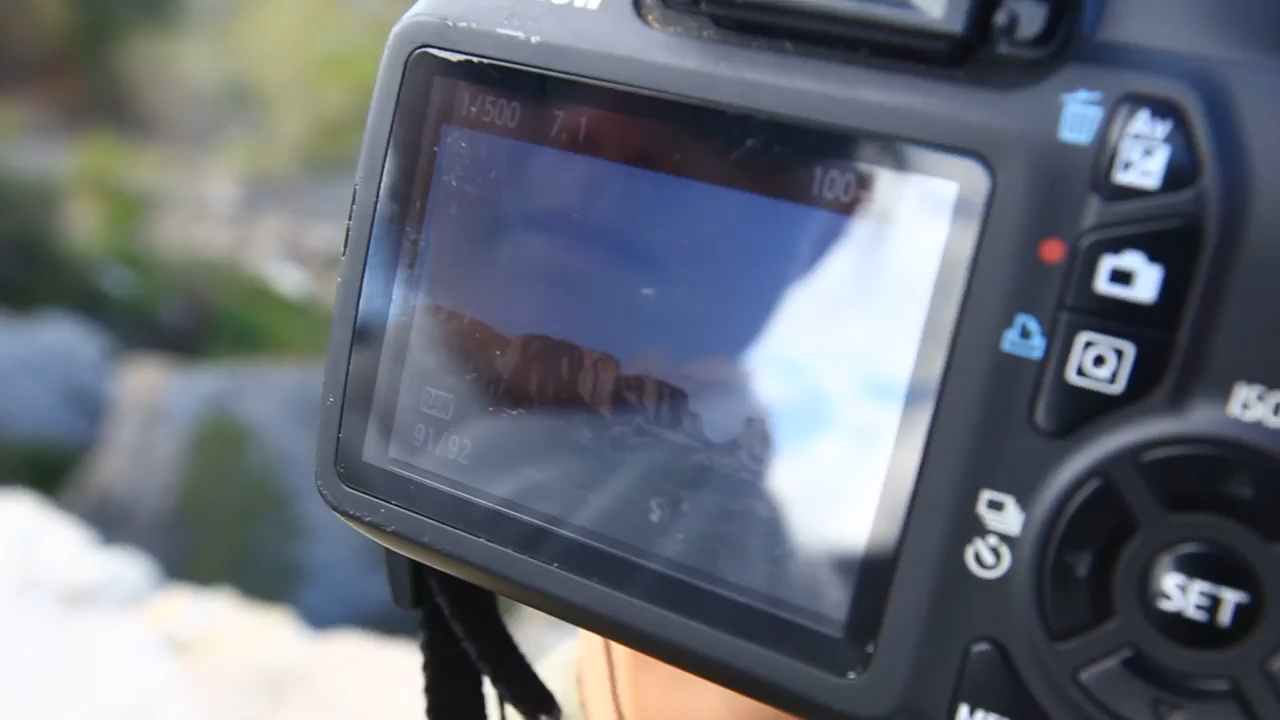 1/500 7.1
100-
RAW
91/92
Av
ISO
SET